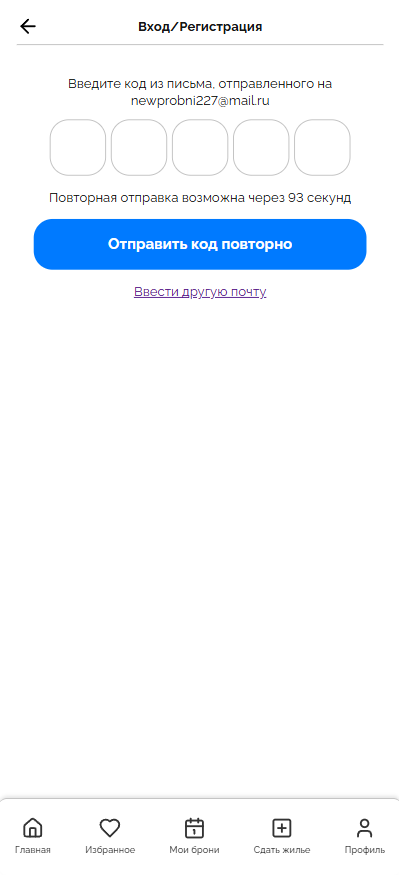 Вход/Регистрация
Введите код из письма, отправленного на
newprobni227@mail.ru
Повторная отправка возможна через 93 секунд
Отправить код повторно
Ввести другую почту
1
Главная Избранное Мои брони Сдать жилье Профиль